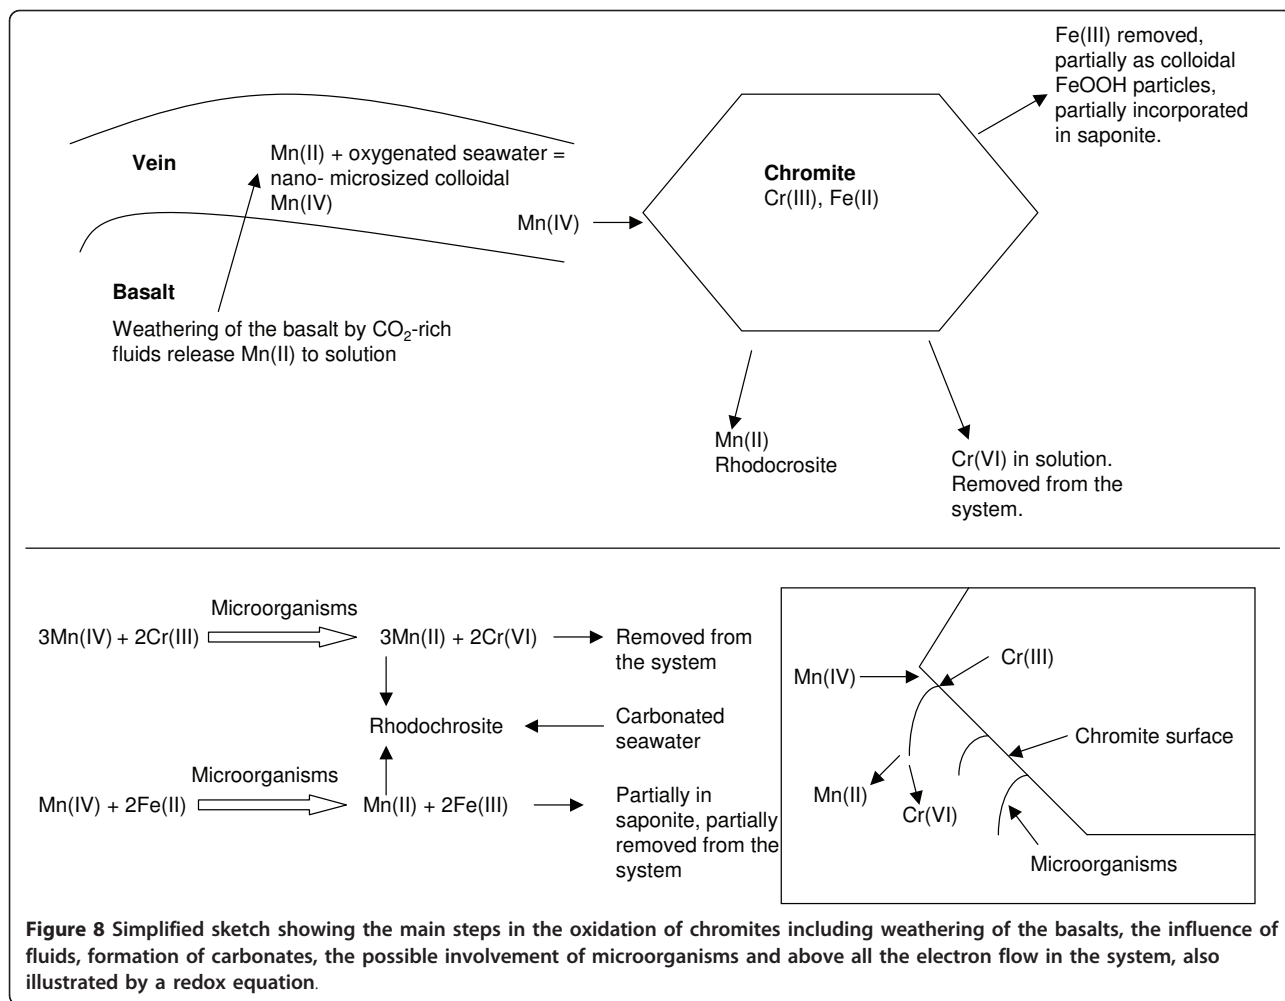 Fe(III) removed,
partially as colloidal
FeOOH particles,
partially incorporated
in saponite.
Vein
Mn(II) + oxygenated seawater =
nano- microsized colloidal
Mn(IV)
Chromite
Cr(III), Fe(II)
Mn(IV)
Basalt
Weathering of the basalt by CO₂-rich
fluids release Mn(II) to solution
Mn(II)
Rhodocrosite
Cr(VI) in solution.
Removed from the
system.
Microorganisms
3Mn(IV) + 2Cr(III)
3Mn(II) + 2Cr(VI)
Removed from
the system
Rhodochrosite
Carbonated
seawater
Microorganisms
Mn(IV) + 2Fe(II)
Mn(II) + 2Fe(III)
Partially in
saponite, partially
removed from the
system
Mn(IV)
Cr(III)
Chromite surface
Mn(II)
Cr(VI)
Microorganisms
Figure 8 Simplified sketch showing the main steps in the oxidation of chromites including weathering of the basalts, the influence of
fluids, formation of carbonates, the possible involvement of microorganisms and above all the electron flow in the system, also
illustrated by a redox equation.